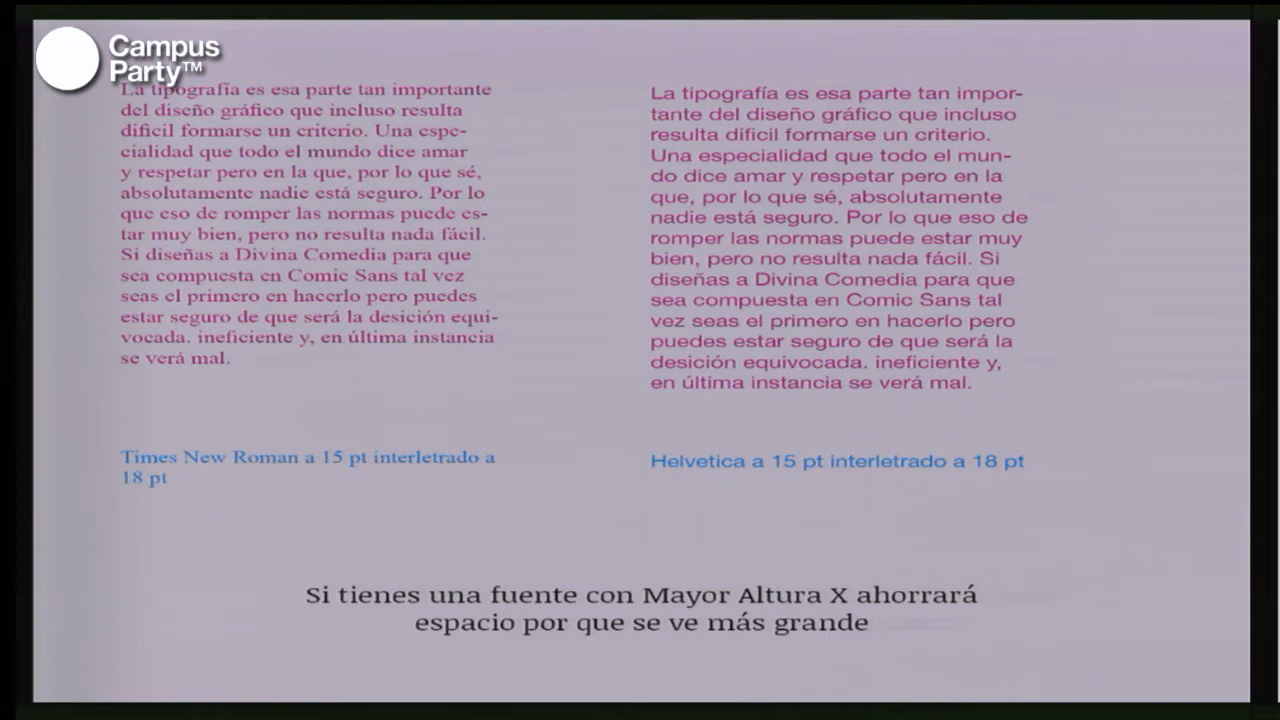 Campus
Party™
La tipografía es esa parte tan importante
del diseño gráfico que incluso resulta
dificil formarse un criterio. Una espe-
cialidad que todo el mundo dice amar
y respetar pero en la que, por lo que sé,
absolutamente nadie está seguro. Por lo
que eso de romper las normas puede es-
tar muy bien, pero no resulta nada fácil.
Si diseñas a Divina Comedia para que
sea compuesta en Comic Sans tal vez
seas el primero en hacerlo pero puedes
estar seguro de que será la desición equi-
vocada. ineficiente y, en última instancia
se verá mal.
Times New Roman a 15 pt interletrado a
18 pt
La tipografía es esa parte tan impor-
tante del diseño gráfico que incluso
resulta dificil formarse un criterio.
Una especialidad que todo el mun-
do dice amar y respetar pero en la
que, por lo que sé, absolutamente
nadie está seguro. Por lo que eso de
romper las normas puede estar muy
bien, pero no resulta nada fácil. Si
diseñas a Divina Comedia para que
sea compuesta en Comic Sans tal
vez seas el primero en hacerlo pero
puedes estar seguro de que será la
desición equivocada. ineficiente y,
en última instancia se verá mal.
Helvetica a 15 pt interletrado a 18 pt
Si tienes una fuente con Mayor Altura X ahorrará
espacio por que se ve más grande